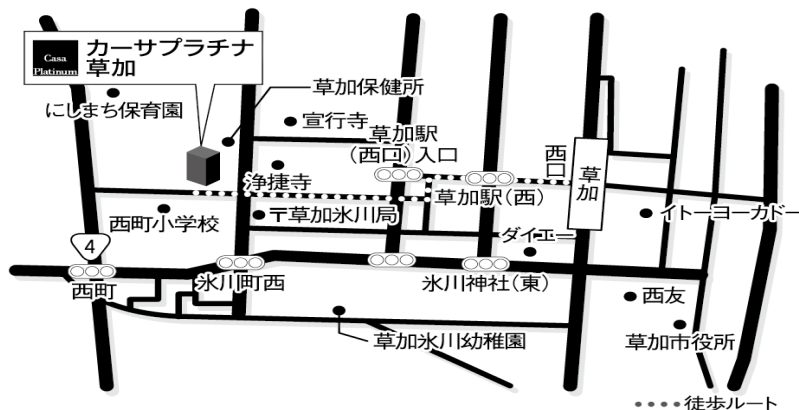 Casa
Platinum
カーサプラチナ
草加
にしまち保育園
草加保健所
宣行寺
草加駅
(西口)入口
浄捷寺
西口
草加
草加駅(西)
西町小学校
〒草加氷川局
イトーヨーカドー
ダイエー
4
西町
氷川町西
氷川神社(東)
西友
草加氷川幼稚園
草加市役所
徒歩ルート